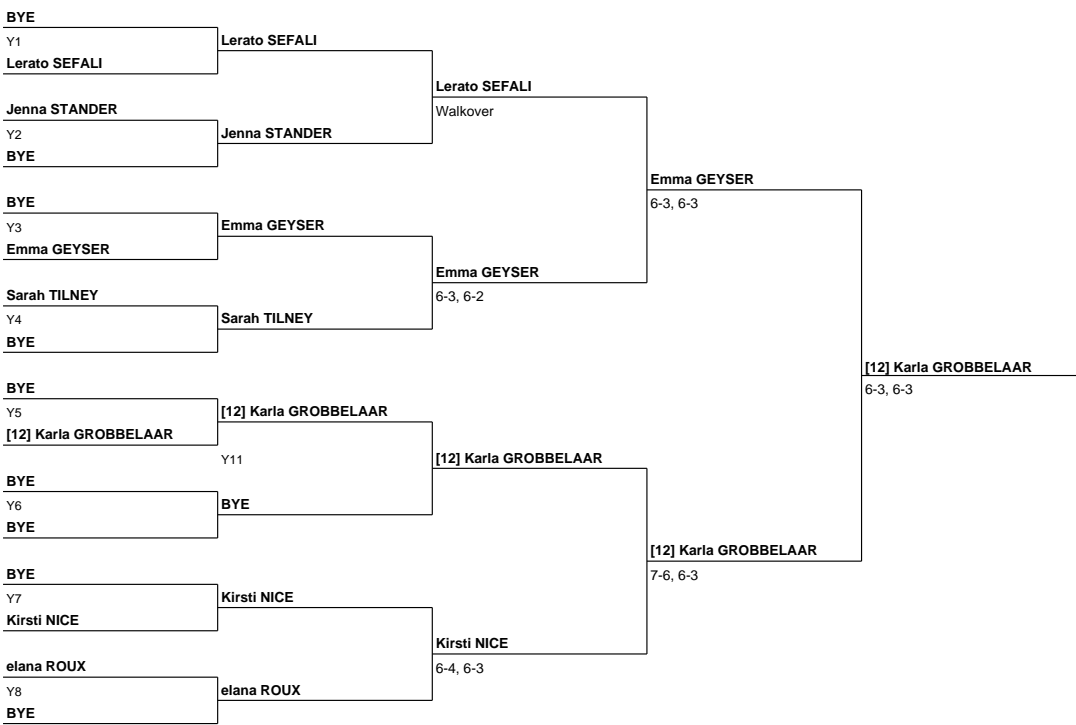 BYE
Y1
Lerato SEFALI
Jenna STANDER
Y2
BYE
BYE
Y3
Emma GEYSER
Sarah TILNEY
Y4
BYE
BYE
Y5
[12] Karla GROBBELAAR
BYE
Y6
BYE
BYE
Y7
Kirsti NICE
elana ROUX
Y8
BYE
Lerato SEFALI
Jenna STANDER
Emma GEYSER
Sarah TILNEY
[12] Karla GROBBELAAR
Y11
BYE
Kirsti NICE
elana ROUX
Lerato SEFALI
Walkover
Emma GEYSER
6-3, 6-2
[12] Karla GROBBELAAR
Kirsti NICE
6-4, 6-3
Emma GEYSER
6-3, 6-3
[12] Karla GROBBELAAR
7-6, 6-3
[12] Karla GROBBELAAR
6-3, 6-3